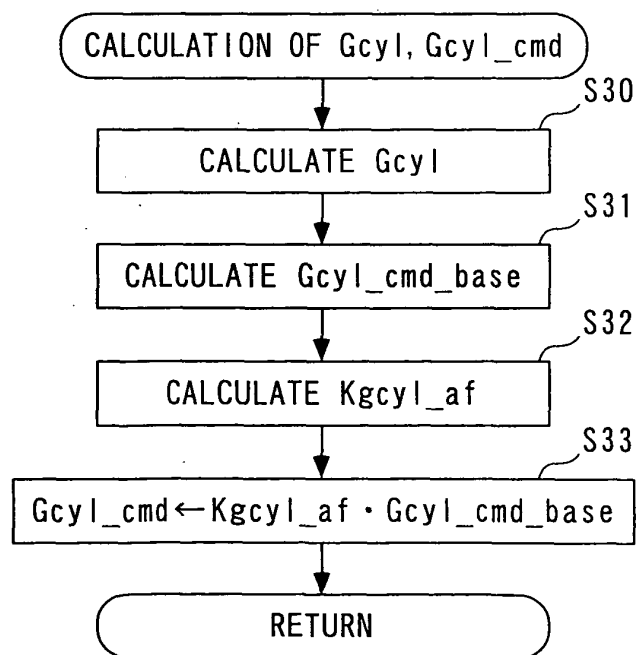 CALCULATION OF Gcyl, Gcyl_cmd
S30
CALCULATE Gcyl
S31
CALCULATE Gcyl_cmd_base
S32
CALCULATE Kgcyl_af
S33
Gcyl_cmd←Kgcyl_af・Gcyl_cmd_base
RETURN